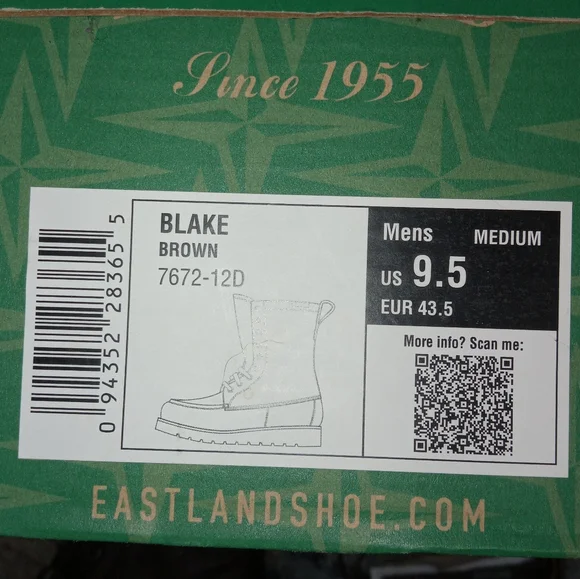 Since 1955
BLAKE
BROWN
7672-12D
Mens MEDIUM
US 9.5
EUR 43.5
More info? Scan me:
0 94352 28365 5
EASTLANDSHOE.COM